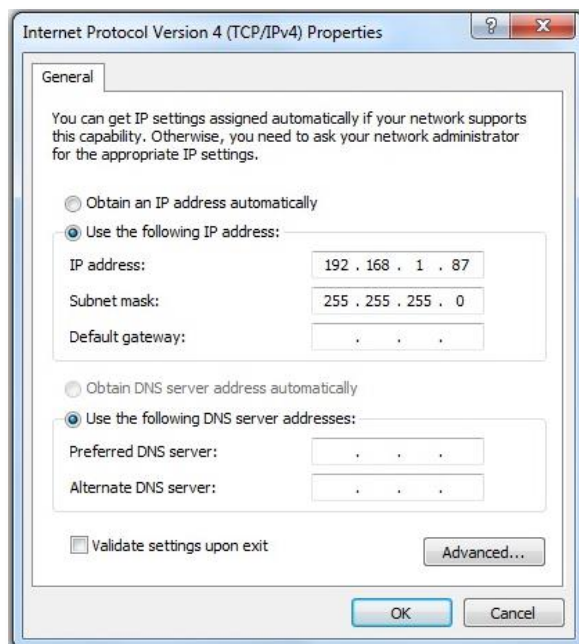 Internet Protocol Version 4 (TCP/IPv4) Properties
General
You can get IP settings assigned automatically if your network supports
this capability. Otherwise, you need to ask your network administrator
for the appropriate IP settings.
Obtain an IP address automatically
Use the following IP address:
IP address: 192 . 168 . 1 . 87
Subnet mask: 255 . 255 . 255 . 0
Default gateway: . . .
Obtain DNS server address automatically
Use the following DNS server addresses:
Preferred DNS server: . . .
Alternate DNS server: . . .
Validate settings upon exit
Advanced...
OK Cancel